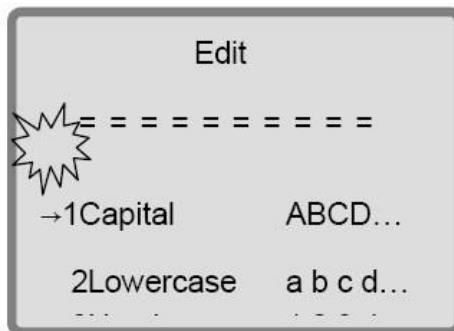 Edit
= = = = = = = = = =
→1Capital ABCD…
2Lowercase a b c d…